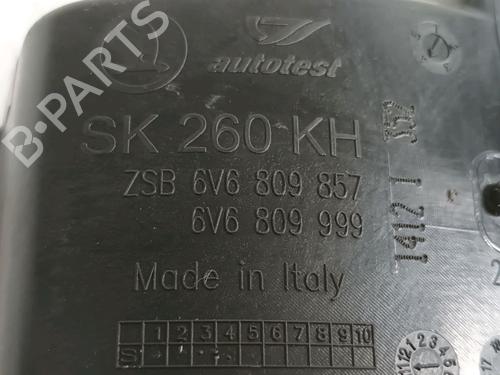 B-PARTS
autotest
SK 260 KH
ZSB 6V6 809 857
6V6 809 999
Made in Italy
1 2 3 4 5 6 7 8 9 10
S
14127